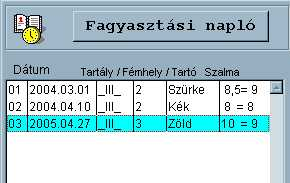 Fagyasztási napló
Dátum Tartály / Fémhely / Tartó Szalma
01 2004.03.01 _III_ 2 Szürke 8,5= 9
02 2004.04.10 _III_ 2 Kék 8 = 8
03 2005.04.27 _III_ 3 Zöld 10 = 9